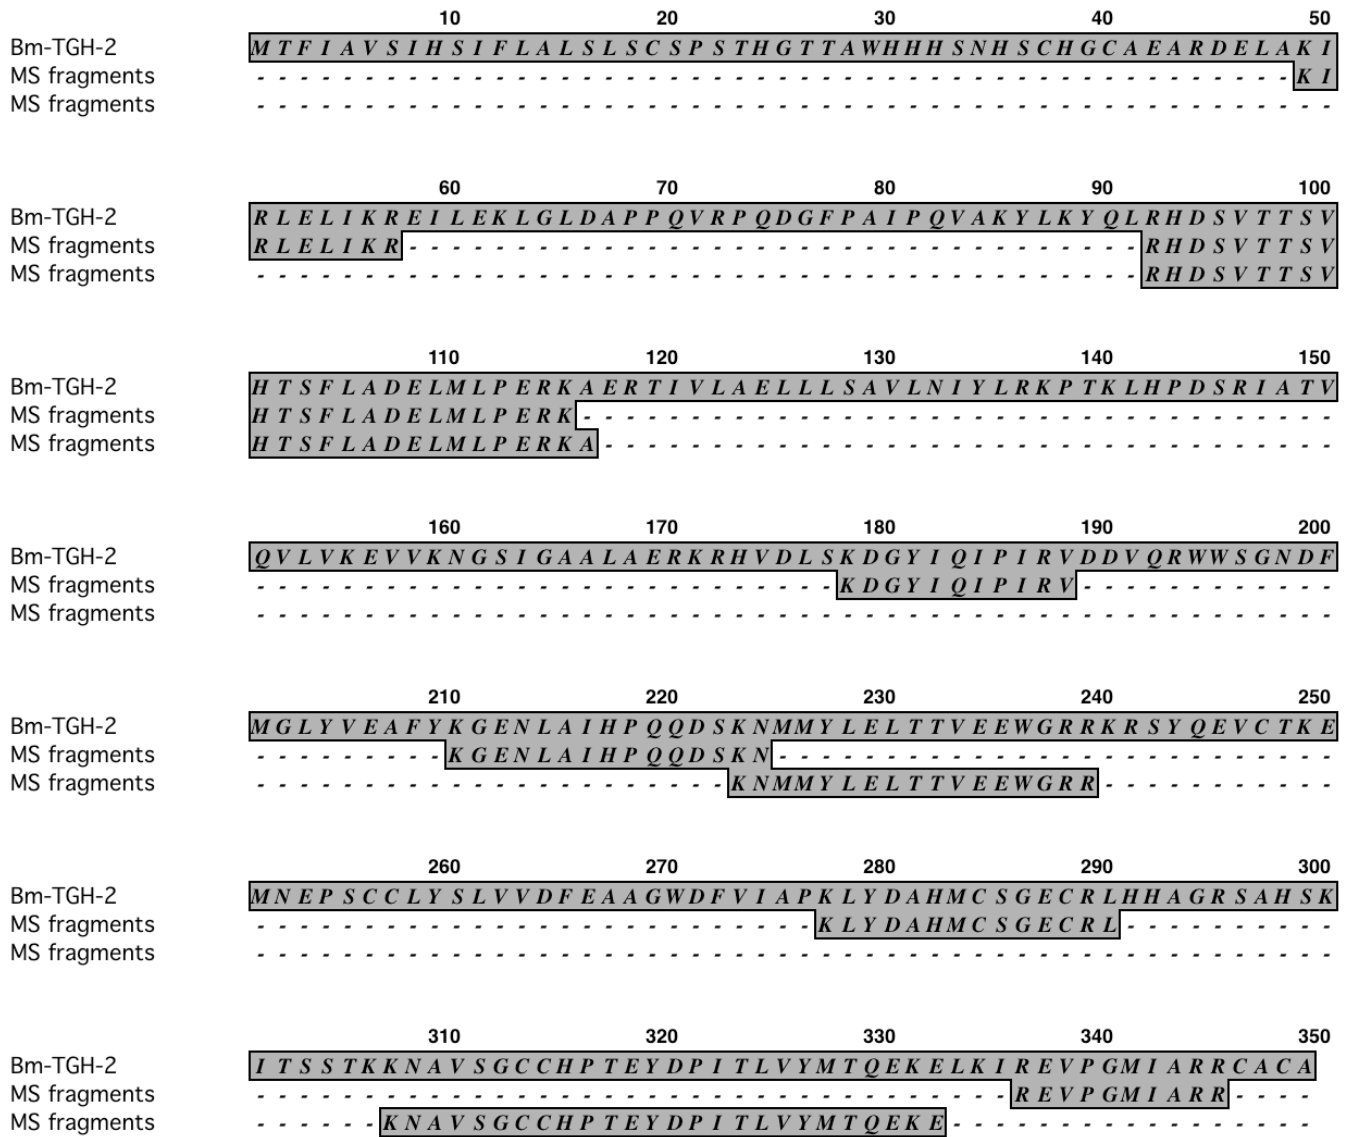 10 20 30 40 50
Bm-TGH-2 MTFIAVSIHSIFLALSLSCSPSTHGTTAWHHHSNHSCHGCAEARDELAKI
MS fragments ------------------------------------------------KI
MS fragments --------------------------------------------------
60 70 80 90 100
Bm-TGH-2 RLELIKREILEKLGLDAPPQVRPQDGFPAIPQVAKYLKYQLRHDSVTTSV
MS fragments RLELIKR----------------------------------RHDSVTTSV
MS fragments -----------------------------------------RHDSVTTSV
110 120 130 140 150
Bm-TGH-2 HTSFLADELMLPERKAERTIVLAELLLSAVLNIYLRKPTKLHPDSRIATV
MS fragments HTSFLADELMLPERK-----------------------------------
MS fragments HTSFLADELMLPERKA----------------------------------
160 170 180 190 200
Bm-TGH-2 QVLVKEVVKNGSIGAALAERKRHVDLSKDGYIQIPIRVDDVQRWWSGNDF
MS fragments ---------------------------KDGYIQIPIRV------------
MS fragments --------------------------------------------------
210 220 230 240 250
Bm-TGH-2 MGLYVEAFYKGENLAIHPQQDSKNMMYLELTTVEEWGRRKRSYQEVCTKE
MS fragments ---------KGENLAIHPQQDSKN--------------------------
MS fragments ----------------------KNMMYLELTTVEEWGRR-----------
260 270 280 290 300
Bm-TGH-2 MNEPSCCLYSLVVDFEAAGWDFVIAPKLYDAHMCSGECRLHHAGRSAHSK
MS fragments --------------------------KLYDAHMCSGECRL----------
MS fragments --------------------------------------------------
310 320 330 340 350
Bm-TGH-2 ITSSTKKNAVSGCCHPTEYDPITLVYMTQEKELKIREVPGMIARRCACA
MS fragments -----------------------------------REVPGMIARR----
MS fragments ------KNAVSGCCHPTEYDPITLVYMTQEKE-----------------